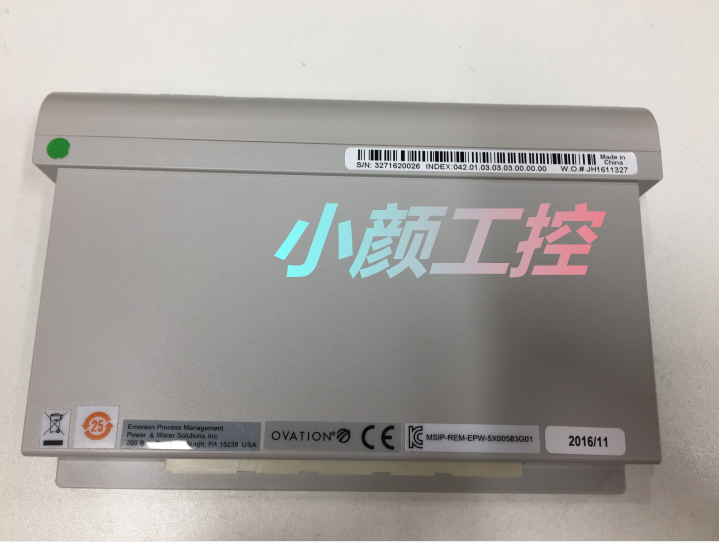 Made in
China
S/N: 3271620026 INDEX:042.01.03.03.03.00.00.00 W.O.# JH1611327
小颜工控
25
Emerson Process Management
Power & Water Solutions, Inc.
200 PA 15238 USA
OVATION
CE
MSIP-REM-EPW-5X00583G01
2016/11